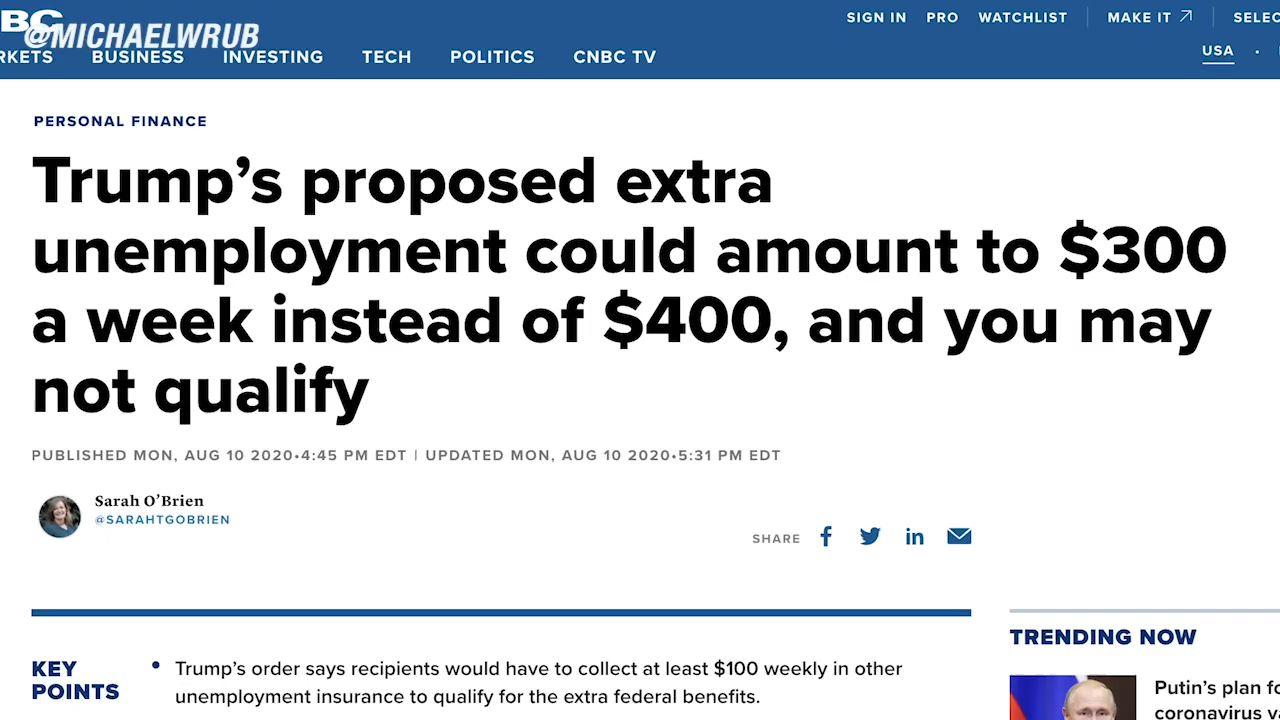 BC
@MICHAELWRUB
SIGN IN PRO WATCHLIST MAKE IT
RKETS BUSINESS INVESTING TECH POLITICS CNBC TV
USA
PERSONAL FINANCE
Trump’s proposed extra
unemployment could amount to $300
a week instead of $400, and you may
not qualify
PUBLISHED MON, AUG 10 2020•4:45 PM EDT | UPDATED MON, AUG 10 2020•5:31 PM EDT
Sarah O’Brien
@SARAHTGOBRIEN
SHARE
TRENDING NOW
KEY
POINTS
• Trump’s order says recipients would have to collect at least $100 weekly in other
unemployment insurance to qualify for the extra federal benefits.
Putin’s plan fo
coronavirus va